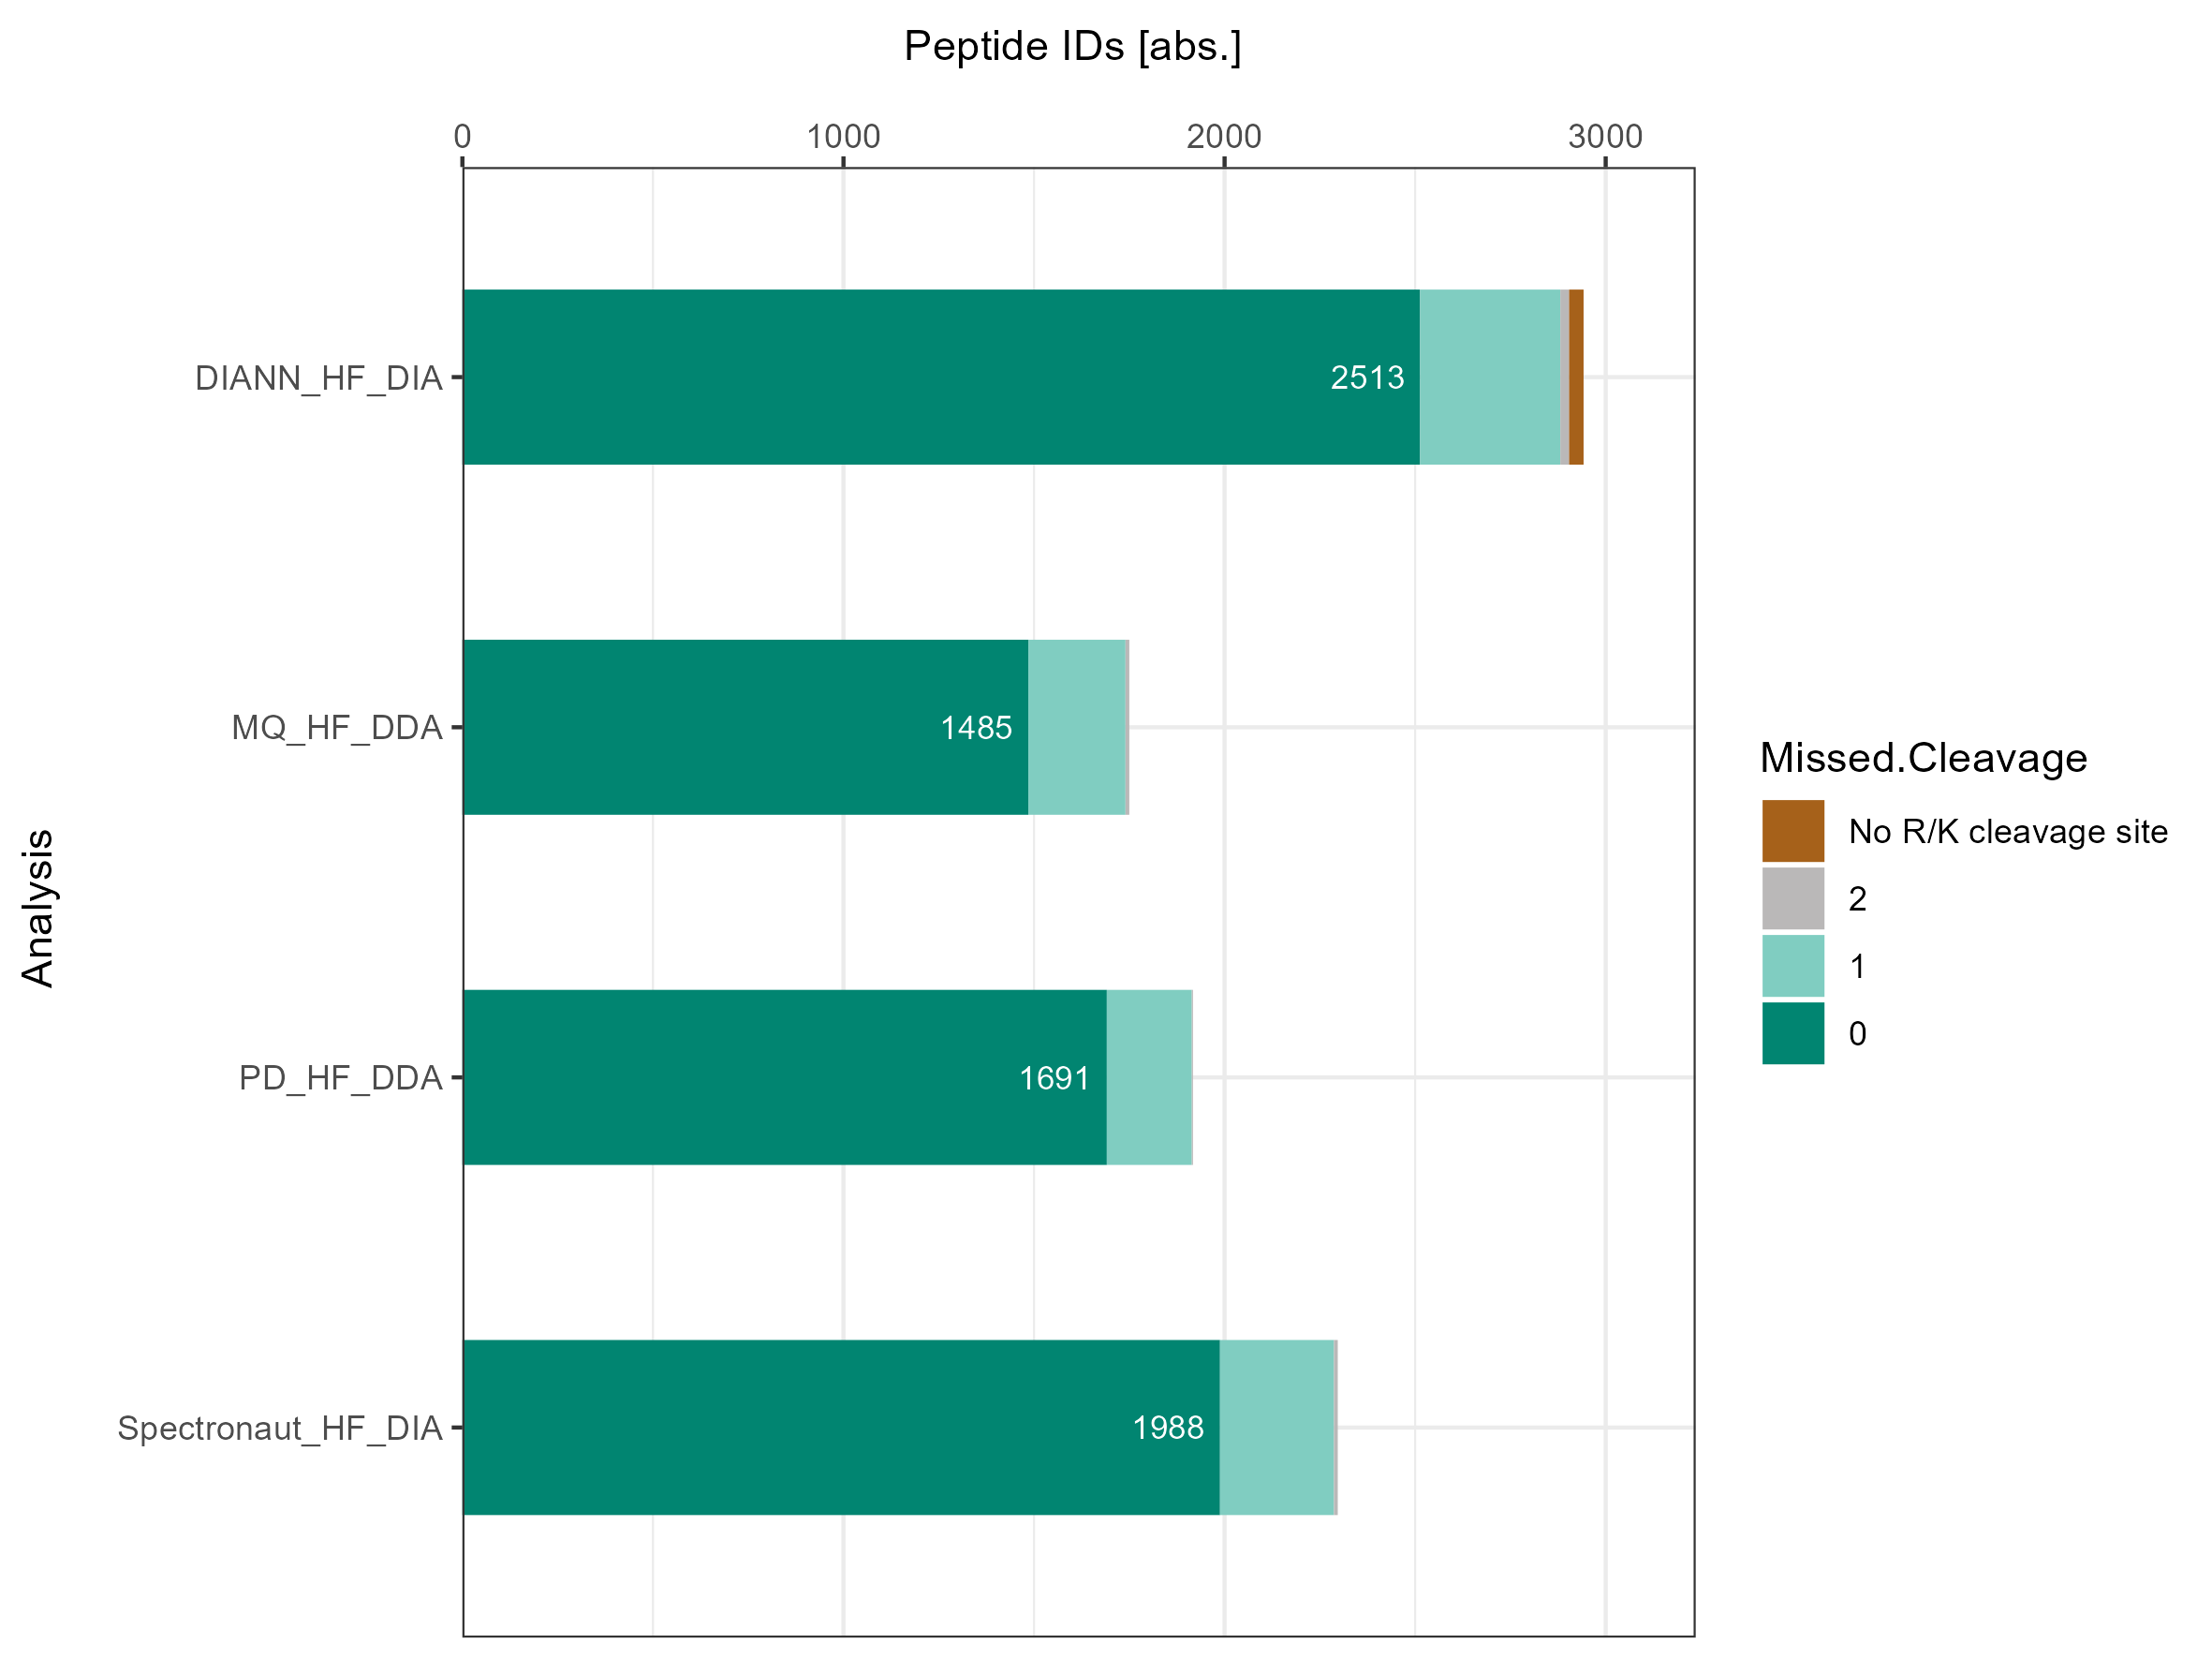 Peptide IDs [abs.]
0 1000 2000 3000
DIANN_HF_DIA 2513
MQ_HF_DDA 1485
PD_HF_DDA 1691
Spectronaut_HF_DIA 1988
Analysis
Missed.Cleavage
No R/K cleavage site
2
1
0